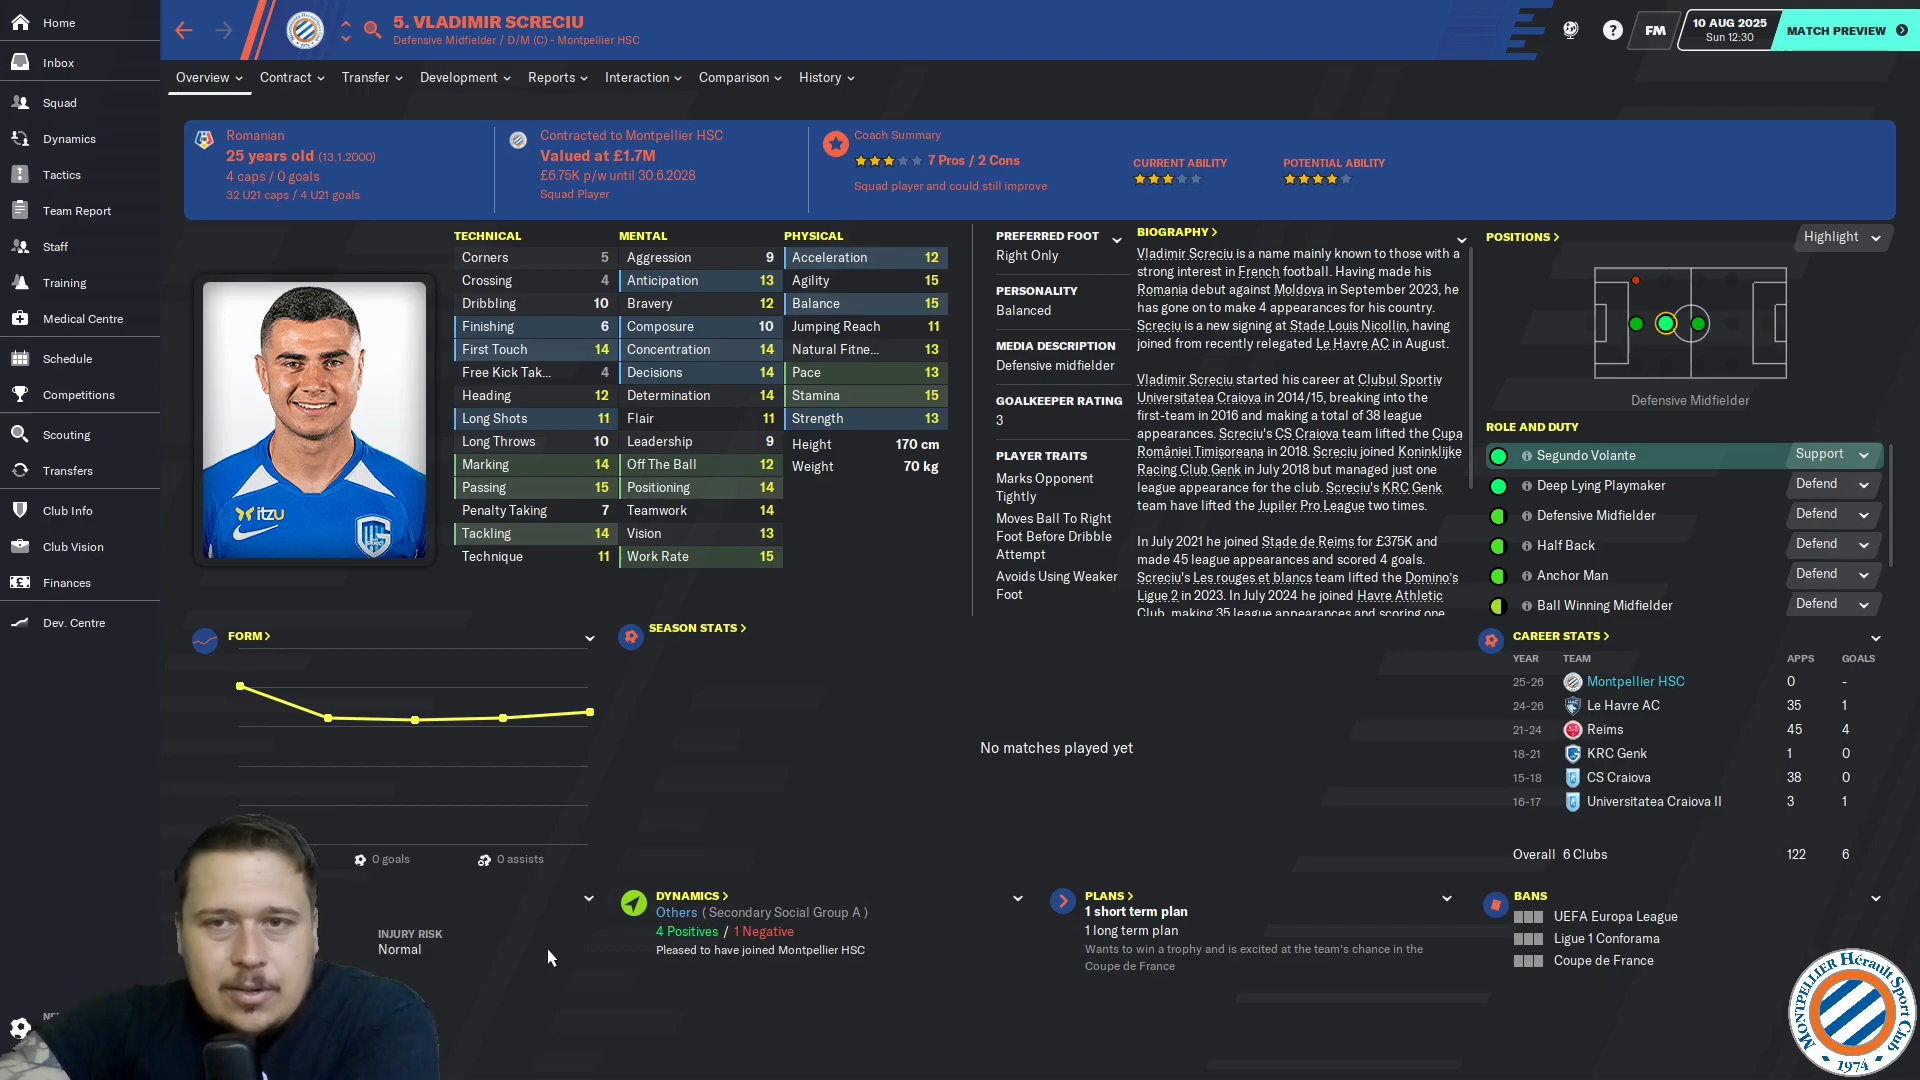 Home
Inbox
Squad
Dynamics
Tactics
Team Report
Staff
Training
Medical Centre
Schedule
Competitions
Scouting
Transfers
Club Info
Club Vision
Finances
Dev. Centre
5. VLADIMIR SCRECIU
Defensive Midfielder / D/M (C) - Montpellier HSC
?
FM
10 AUG 2025
Sun 12:30
MATCH PREVIEW
Overview
Contract
Transfer
Development
Reports
Interaction
Comparison
History
Romanian
25 years old (13.1.2000)
4 caps / 0 goals
32 U21 caps / 4 U21 goals
Contracted to Montpellier HSC
Valued at £1.7M
£6.75K p/w until 30.6.2028
Squad Player
Coach Summary
7 Pros / 2 Cons
Squad player and could still improve
CURRENT ABILITY
POTENTIAL ABILITY
itzu
GENK
TECHNICAL
Corners 5
Crossing 4
Dribbling 10
Finishing 6
First Touch 14
Free Kick Tak... 4
Heading 12
Long Shots 11
Long Throws 10
Marking 14
Passing 15
Penalty Taking 7
Tackling 14
Technique 11
MENTAL
Aggression 9
Anticipation 13
Bravery 12
Composure 10
Concentration 14
Decisions 14
Determination 14
Flair 11
Leadership 9
Off The Ball 12
Positioning 14
Teamwork 14
Vision 13
Work Rate 15
PHYSICAL
Acceleration 12
Agility 15
Balance 15
Jumping Reach 11
Natural Fitne... 13
Pace 13
Stamina 15
Strength 13
Height 170 cm
Weight 70 kg
PREFERRED FOOT
Right Only
PERSONALITY
Balanced
MEDIA DESCRIPTION
Defensive midfielder
GOALKEEPER RATING
3
PLAYER TRAITS
Marks Opponent
Tightly
Moves Ball To Right
Foot Before Dribble
Attempt
Avoids Using Weaker
Foot
BIOGRAPHY >
Vladimir Screciu is a name mainly known to those with a
strong interest in French football. Having made his
Romania debut against Moldova in September 2023, he
has gone on to make 4 appearances for his country.
Screciu is a new signing at Stade Louis Nicollin, having
joined from recently relegated Le Havre AC in August.
Vladimir Screciu started his career at Clubul Sportiv
Universitatea Craiova in 2014/15, breaking into the
first-team in 2016 and making a total of 38 league
appearances. Screciu's CS Craiova team lifted the Cupa
României Timişoreana in 2018. Screciu joined Koninklijke
Racing Club Genk in July 2018 but managed just one
league appearance for the club. Screciu's KRC Genk
team have lifted the Jupiler Pro League two times.
In July 2021 he joined Stade de Reims for £375K and
made 45 league appearances and scored 4 goals.
Screciu's Les rouges et blancs team lifted the Domino's
Ligue 2 in 2023. In July 2024 he joined Havre Athletic
Club, making 35 league appearances and scoring one
POSITIONS >
Highlight
Defensive Midfielder
ROLE AND DUTY
Segundo Volante Support
Deep Lying Playmaker Defend
Defensive Midfielder Defend
Half Back Defend
Anchor Man Defend
Ball Winning Midfielder Defend
FORM >
0 goals
0 assists
INJURY RISK
Normal
SEASON STATS >
No matches played yet
DYNAMICS >
Others ( Secondary Social Group A )
4 Positives / 1 Negative
Pleased to have joined Montpellier HSC
PLANS >
1 short term plan
1 long term plan
Wants to win a trophy and is excited at the team's chance in the
Coupe de France
CAREER STATS >
YEAR TEAM APPS GOALS
25-26 Montpellier HSC 0 -
24-26 Le Havre AC 35 1
21-24 Reims 45 4
18-21 KRC Genk 1 0
15-18 CS Craiova 38 0
16-17 Universitatea Craiova II 3 1
Overall 6 Clubs 122 6
BANS
UEFA Europa League
Ligue 1 Conforama
Coupe de France
MONTPELLIER Hérault Sport Club
1974